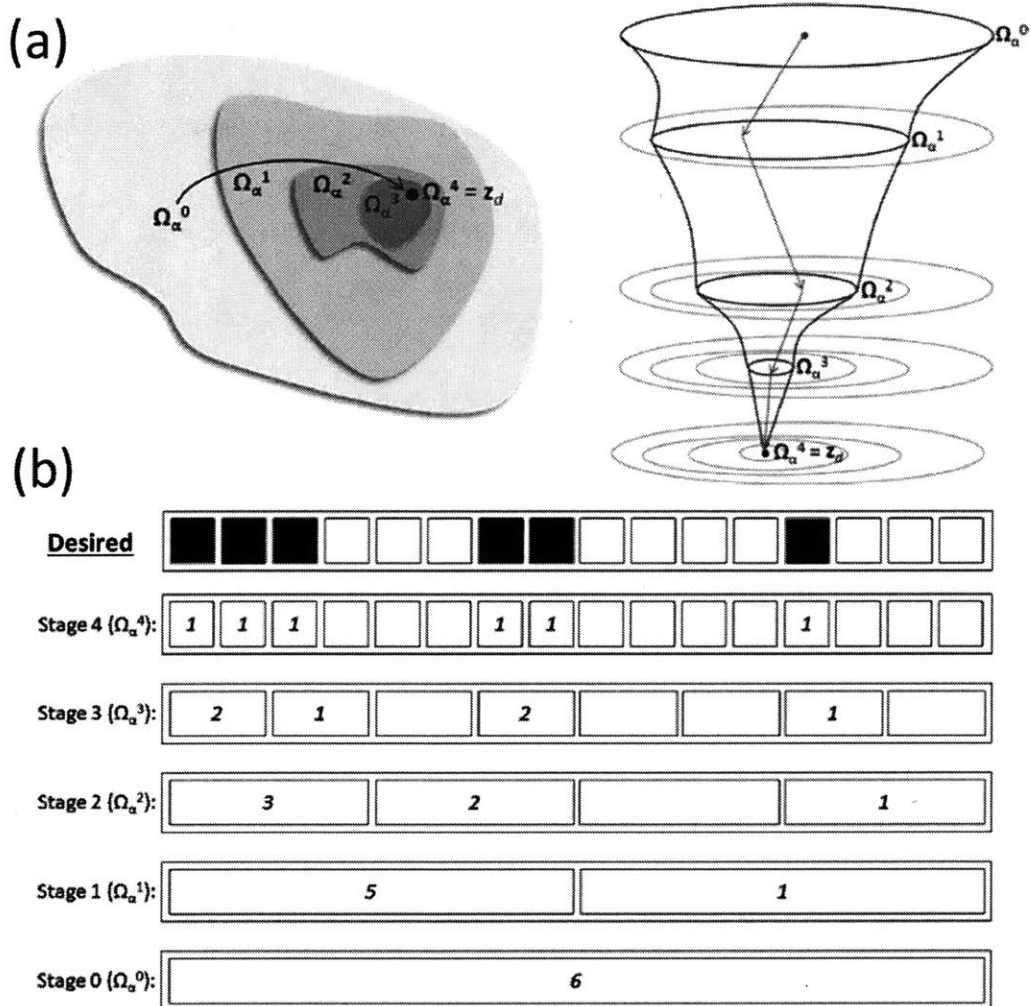 (a)
Ω_α^0
Ω_α^1
Ω_α^2
Ω_α^3
Ω_α^4 = z_d
Ω_α^0
Ω_α^1
Ω_α^2
Ω_α^3
Ω_α^4 = z_d
(b)
Desired
Stage 4 (Ω_α^4): 1 1 1 1 1 1
Stage 3 (Ω_α^3): 2 1 2 1
Stage 2 (Ω_α^2): 3 2 1
Stage 1 (Ω_α^1): 5 1
Stage 0 (Ω_α^0): 6